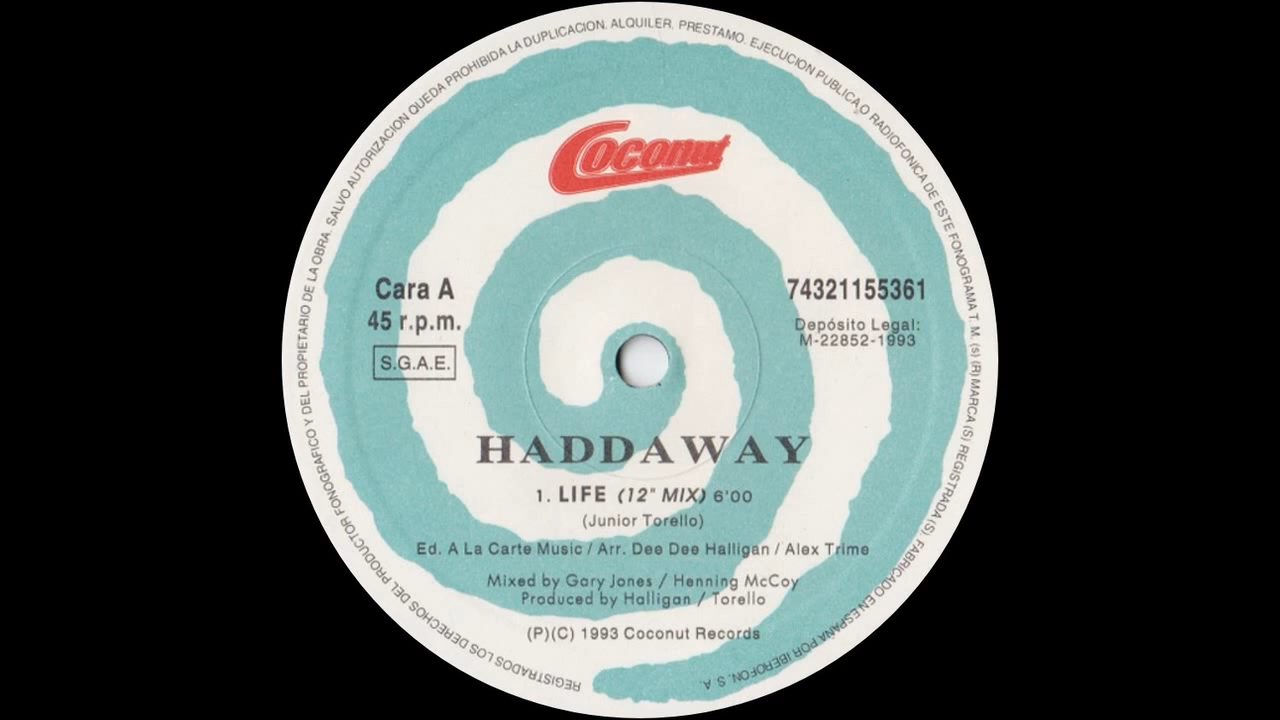 REGISTRADOS LOS DERECHOS DEL PRODUCTOR FONOGRAFICO Y DEL PROPIETARIO DE LA OBRA. SALVO AUTORIZACION QUEDA PROHIBIDA LA DUPLICACION. ALQUILER, PRESTAMO. EJECUCION PUBLICA, O RADIOFONICA DE ESTE FONOGRAMA T. M. (s) (R) MARCA (S) REGISTRADA (S) FABRICADO EN ESPAÑA POR IBEROFON, S. A.
Coconut
Cara A
45 r.p.m.
S.G.A.E.
74321155361
Depósito Legal:
M-22852-1993
HADDAWAY
1. LIFE (12" MIX) 6'00
(Junior Torello)
Ed. A La Carte Music / Arr. Dee Dee Halligan / Alex Trime
Mixed by Gary Jones / Henning McCoy
Produced by Halligan / Torello
(P)(C) 1993 Coconut Records